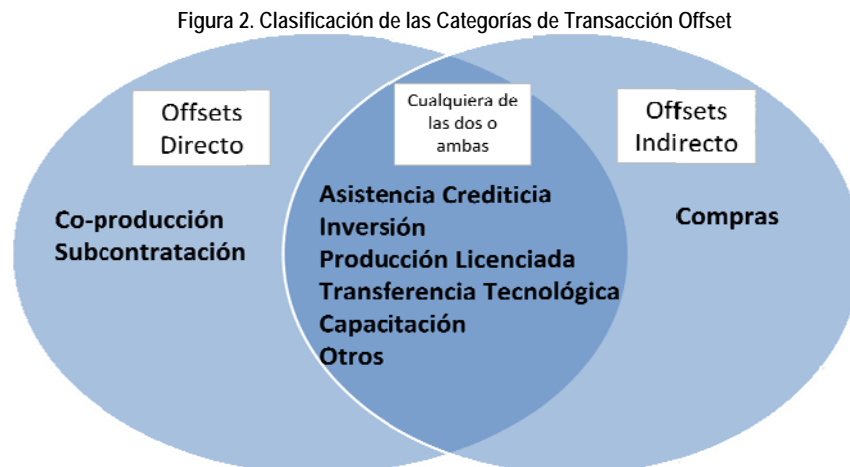 Figura 2. Clasificación de las Categorías de Transacción Offset
Offsets
Directo
Cualquiera de
las dos o
ambas
Offsets
Indirecto
Co-producción
Subcontratación
Asistencia Crediticia
Inversión
Producción Licenciada
Transferencia Tecnológica
Capacitación
Otros
Compras